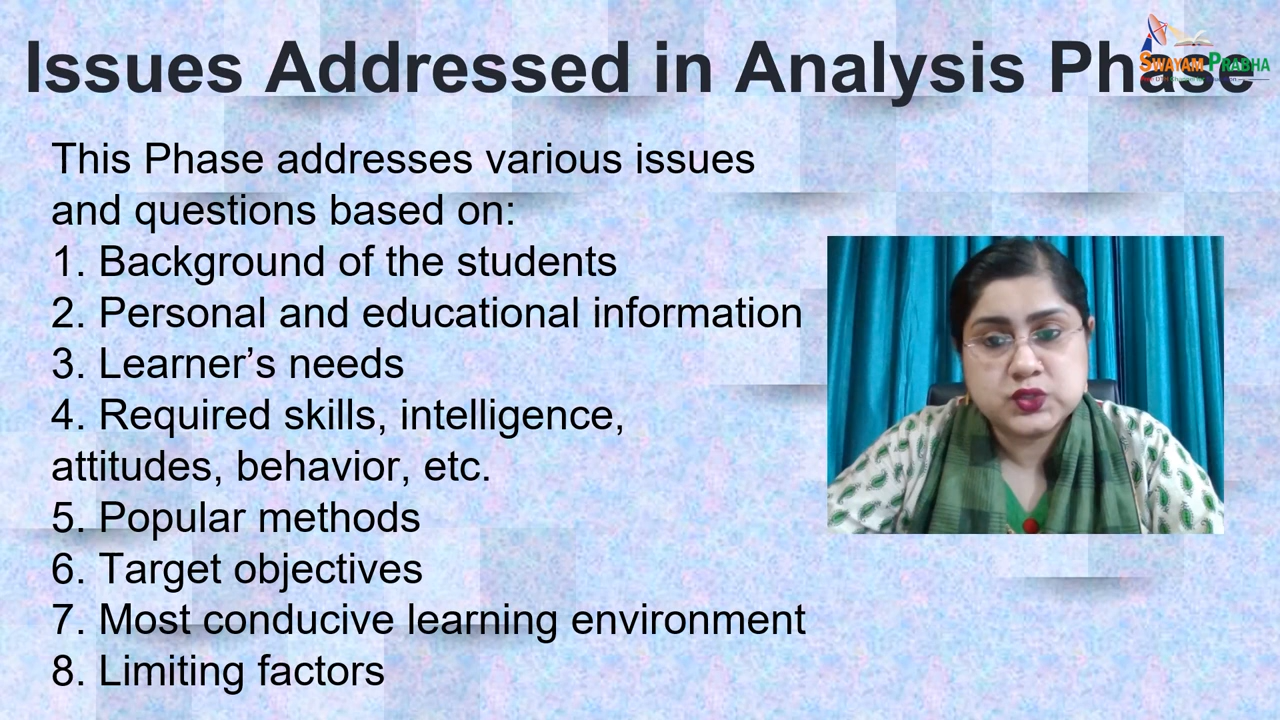 Issues Addressed in Analysis Phase
SWAYAM PRABHA
This Phase addresses various issues
and questions based on:
1. Background of the students
2. Personal and educational information
3. Learner’s needs
4. Required skills, intelligence,
attitudes, behavior, etc.
5. Popular methods
6. Target objectives
7. Most conducive learning environment
8. Limiting factors